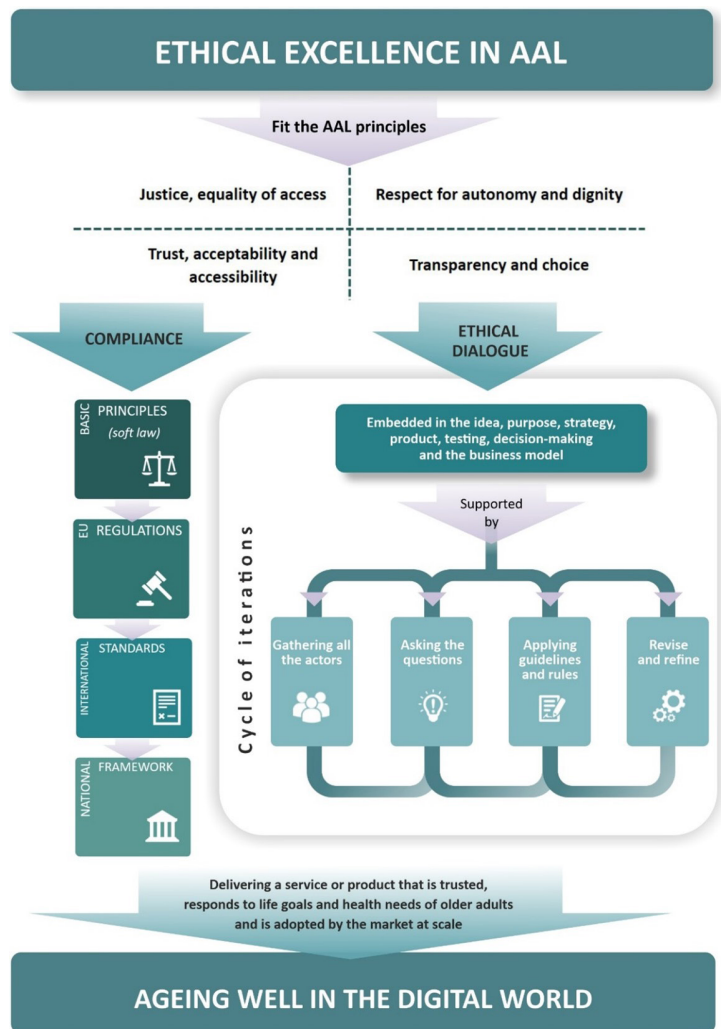 ETHICAL EXCELLENCE IN AAL
Fit the AAL principles
Justice, equality of access
Respect for autonomy and dignity
Trust, acceptability and
accessibility
Transparency and choice
COMPLIANCE
BASIC
PRINCIPLES
(soft law)
EU
REGULATIONS
INTERNATIONAL
STANDARDS
NATIONAL
FRAMEWORK
ETHICAL
DIALOGUE
Cycle of iterations
Embedded in the idea, purpose, strategy,
product, testing, decision-making
and the business model
Supported
by
Gathering all
the actors
Asking the
questions
Applying
guidelines
and rules
Revise
and refine
Delivering a service or product that is trusted,
responds to life goals and health needs of older adults
and is adopted by the market at scale
AGEING WELL IN THE DIGITAL WORLD